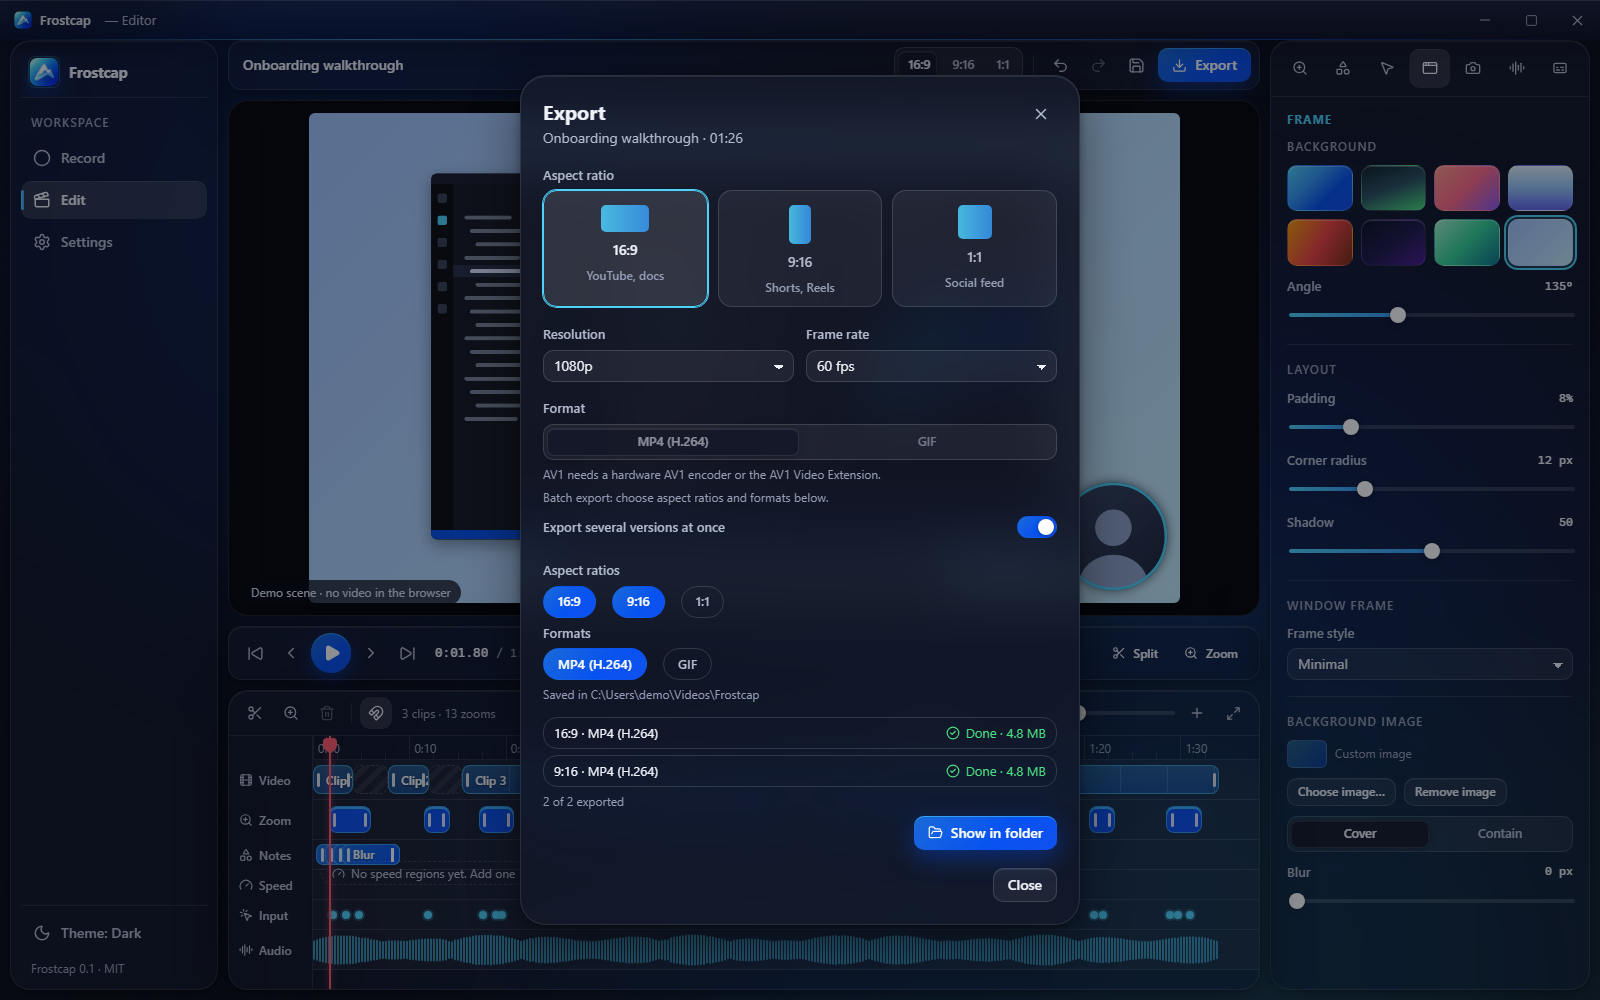 Frostcap — Editor
Frostcap
WORKSPACE
Record
Edit
Settings
Theme: Dark
Frostcap 0.1 · MIT
Onboarding walkthrough
16:9 9:16 1:1
Export
Demo scene · no video in the browser
0:01.80 / 1
Split Zoom
3 clips · 13 zooms
0:10
1:20 1:30
Video
Clip 3
Zoom
Notes
Blur
Speed
No speed regions yet. Add one
Input
Audio
Export
Onboarding walkthrough · 01:26
Aspect ratio
16:9
YouTube, docs
9:16
Shorts, Reels
1:1
Social feed
Resolution
1080p
Frame rate
60 fps
Format
MP4 (H.264) GIF
AV1 needs a hardware AV1 encoder or the AV1 Video Extension.
Batch export: choose aspect ratios and formats below.
Export several versions at once
Aspect ratios
16:9 9:16 1:1
Formats
MP4 (H.264) GIF
Saved in C:\Users\demo\Videos\Frostcap
16:9 · MP4 (H.264) Done · 4.8 MB
9:16 · MP4 (H.264) Done · 4.8 MB
2 of 2 exported
Show in folder
Close
FRAME
BACKGROUND
Angle 135°
LAYOUT
Padding 8%
Corner radius 12 px
Shadow 50
WINDOW FRAME
Frame style
Minimal
BACKGROUND IMAGE
Custom image
Choose image... Remove image
Cover Contain
Blur 0 px